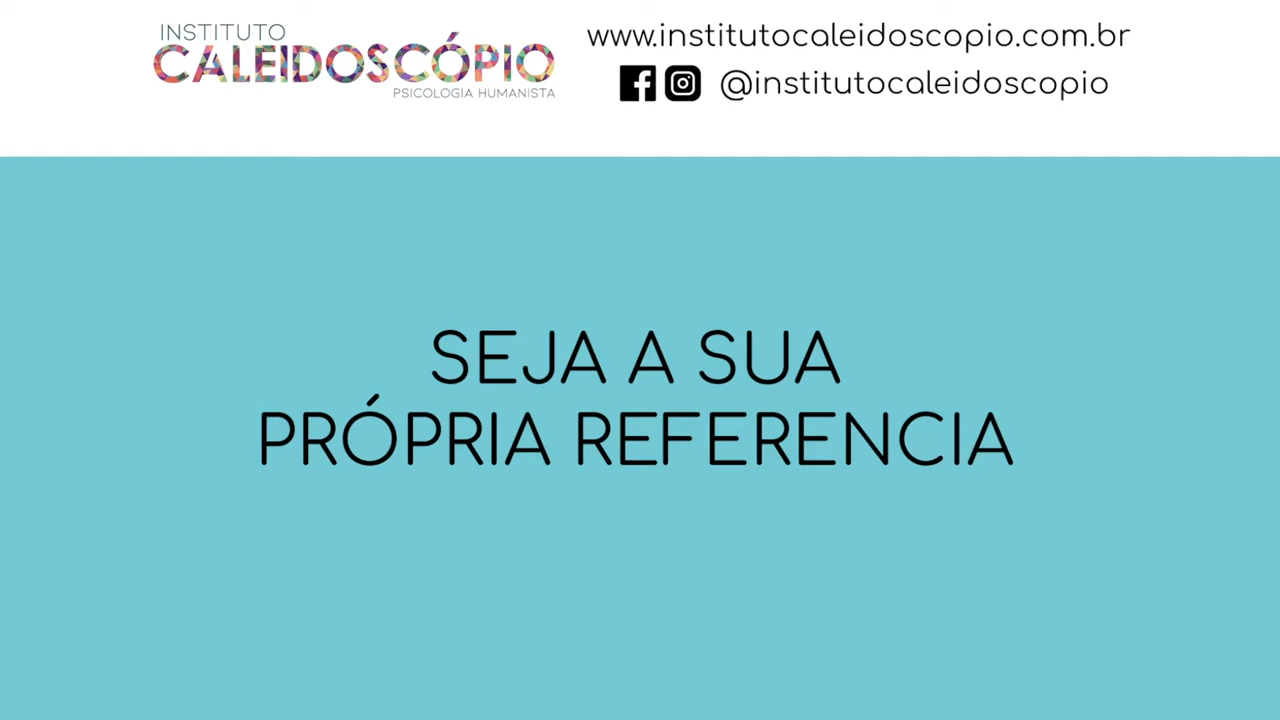 INSTITUTO
CALEIDOSCÓPIO
PSICOLOGIA HUMANISTA
www.institutocaleidoscopio.com.br
@institutocaleidoscopio
SEJA A SUA
PRÓPRIA REFERENCIA